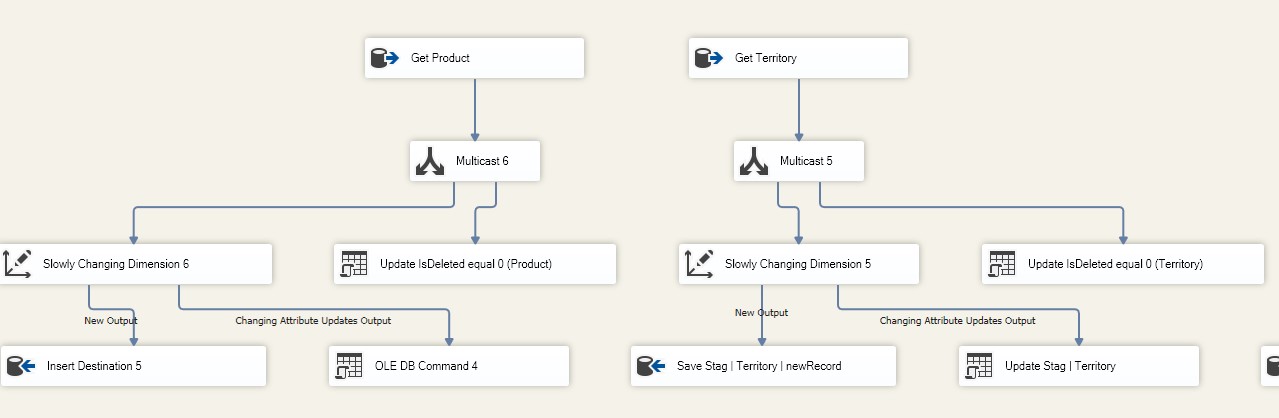 Get Product
Get Territory
Multicast 6
Multicast 5
Slowly Changing Dimension 6
Update IsDeleted equal 0 (Product)
Slowly Changing Dimension 5
Update IsDeleted equal 0 (Territory)
New Output
Changing Attribute Updates Output
New Output
Changing Attribute Updates Output
Insert Destination 5
OLE DB Command 4
Save Stag | Territory | newRecord
Update Stag | Territory